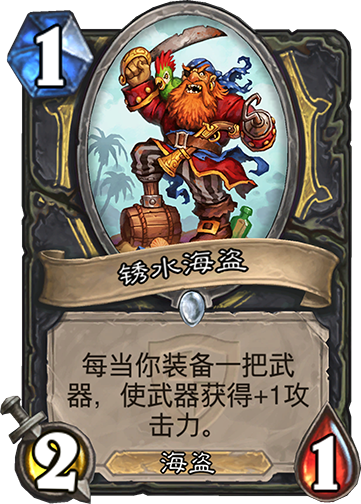 1
锈水海盗
每当你装备一把武
器，使武器获得+1攻
击力。
海盗
2
1